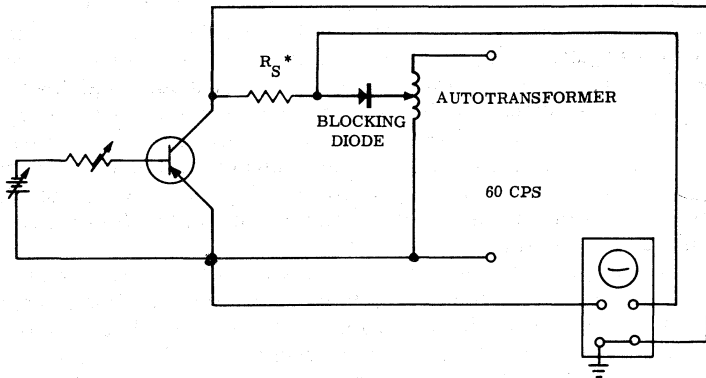 R_S*
BLOCKING
DIODE
AUTOTRANSFORMER
60 CPS